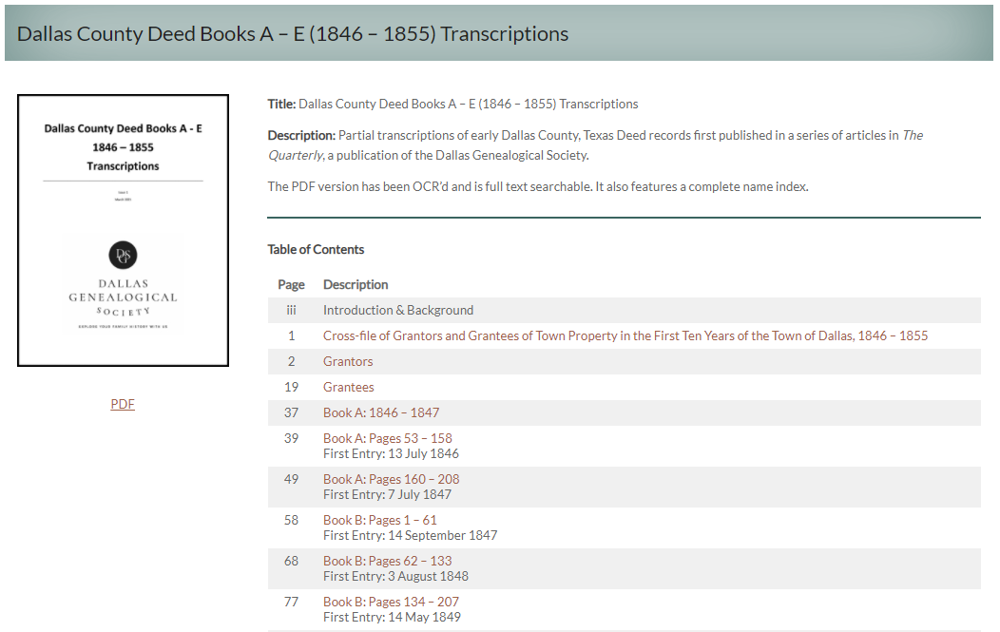 Dallas County Deed Books A – E (1846 – 1855) Transcriptions
Dallas County Deed Books A - E
1846 – 1855
Transcriptions
DSG
DALLAS
GENEALOGICAL
SOCIETY
EXPLORE YOUR FAMILY HISTORY WITH US
PDF
Title: Dallas County Deed Books A – E (1846 – 1855) Transcriptions
Description: Partial transcriptions of early Dallas County, Texas Deed records first published in a series of articles in The
Quarterly, a publication of the Dallas Genealogical Society.
The PDF version has been OCR’d and is full text searchable. It also features a complete name index.
Table of Contents
Page Description
iii Introduction & Background
1 Cross-file of Grantors and Grantees of Town Property in the First Ten Years of the Town of Dallas, 1846 – 1855
2 Grantors
19 Grantees
37 Book A: 1846 – 1847
39 Book A: Pages 53 – 158
First Entry: 13 July 1846
49 Book A: Pages 160 – 208
First Entry: 7 July 1847
58 Book B: Pages 1 – 61
First Entry: 14 September 1847
68 Book B: Pages 62 – 133
First Entry: 3 August 1848
77 Book B: Pages 134 – 207
First Entry: 14 May 1849